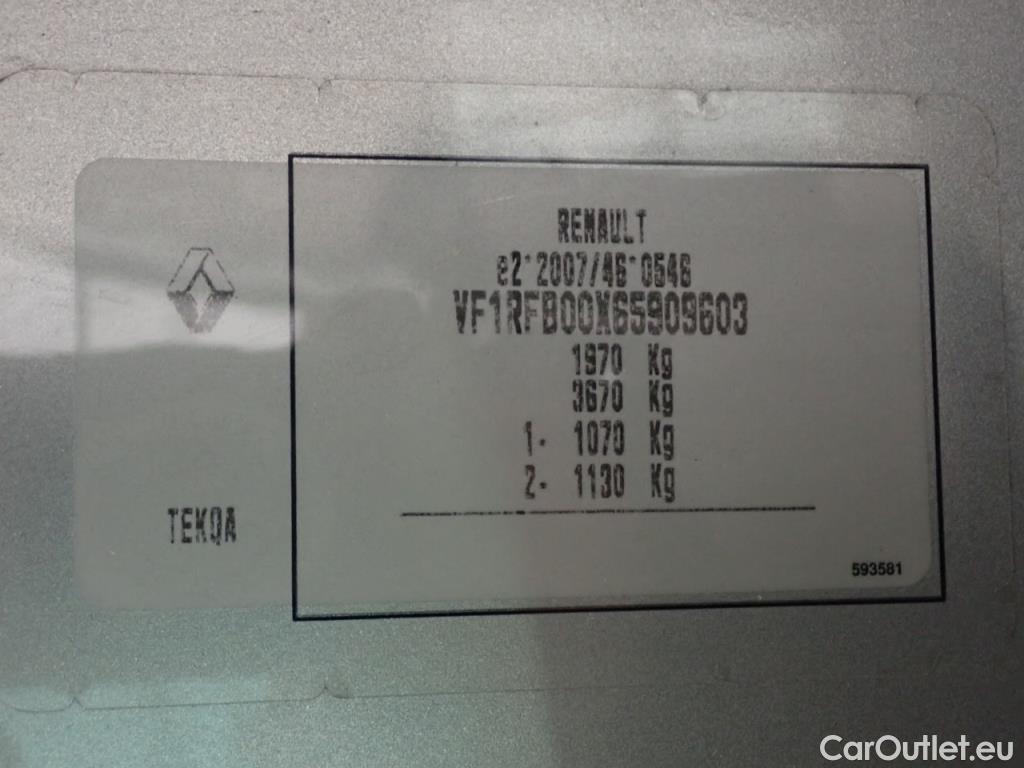 RENAULT
e2*2007/46*0546
VF1RFB00X65909603
1970 Kg
3670 Kg
1- 1070 Kg
2- 1130 Kg
TEKQA
593581
CarOutlet.eu